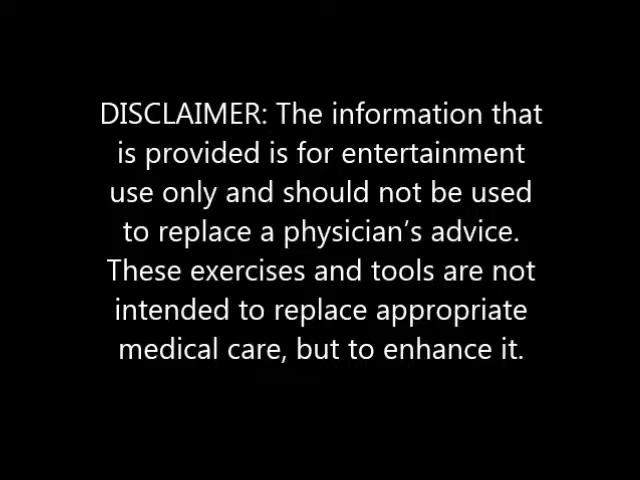 DISCLAIMER: The information that
is provided is for entertainment
use only and should not be used
to replace a physician’s advice.
These exercises and tools are not
intended to replace appropriate
medical care, but to enhance it.